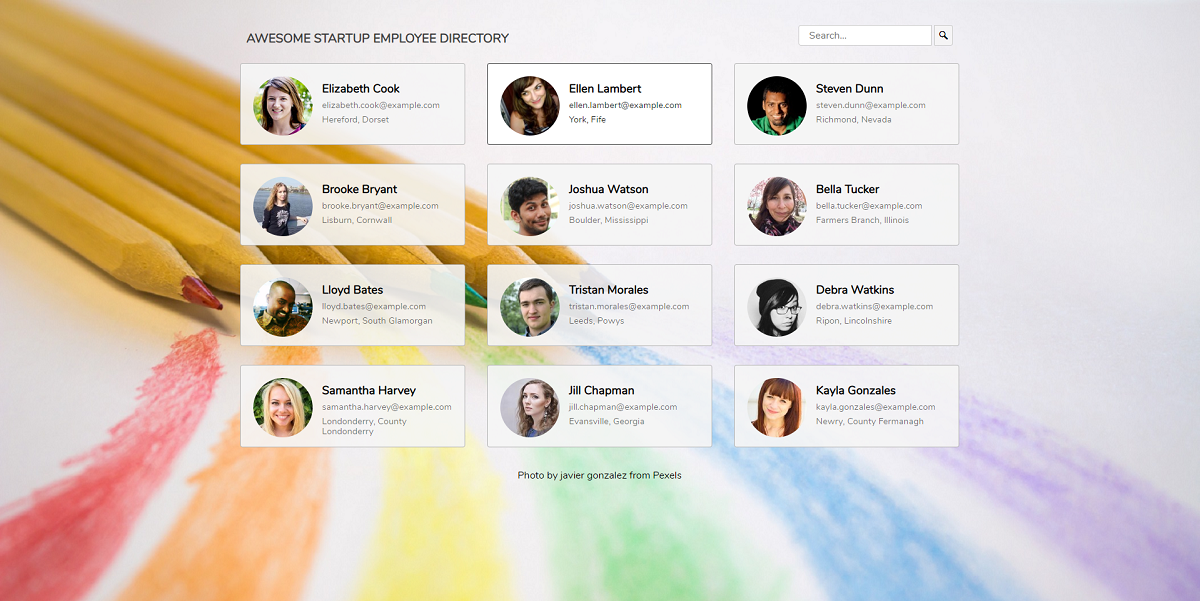 AWESOME STARTUP EMPLOYEE DIRECTORY
Search...
Elizabeth Cook
elizabeth.cook@example.com
Hereford, Dorset
Ellen Lambert
ellen.lambert@example.com
York, Fife
Steven Dunn
steven.dunn@example.com
Richmond, Nevada
Brooke Bryant
brooke.bryant@example.com
Lisburn, Cornwall
Joshua Watson
joshua.watson@example.com
Boulder, Mississippi
Bella Tucker
bella.tucker@example.com
Farmers Branch, Illinois
Lloyd Bates
lloyd.bates@example.com
Newport, South Glamorgan
Tristan Morales
tristan.morales@example.com
Leeds, Powys
Debra Watkins
debra.watkins@example.com
Ripon, Lincolnshire
Samantha Harvey
samantha.harvey@example.com
Londonderry, County
Londonderry
Jill Chapman
jill.chapman@example.com
Evansville, Georgia
Kayla Gonzales
kayla.gonzales@example.com
Newry, County Fermanagh
Photo by javier gonzalez from Pexels